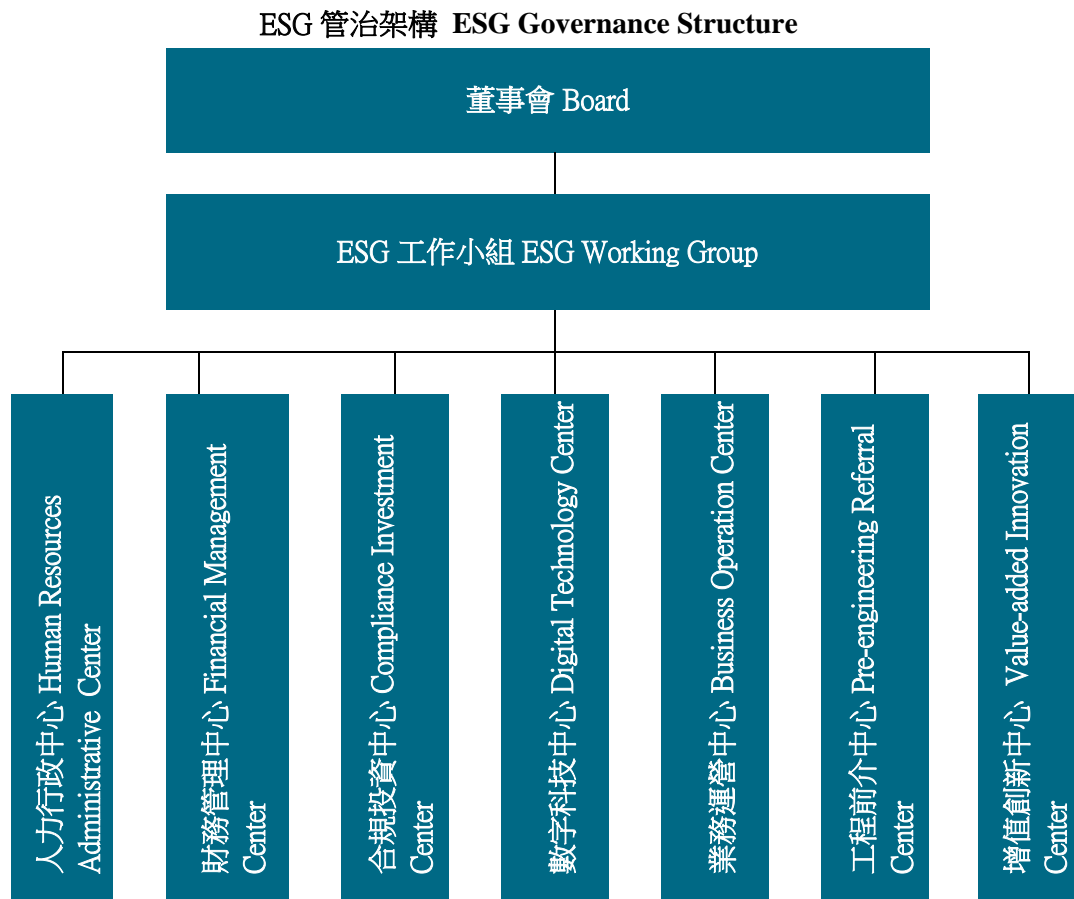 ESG 管治架構 ESG Governance Structure
董事會 Board
ESG 工作小組 ESG Working Group
人力行政中心 Human Resources
Administrative Center
財務管理中心 Financial Management
Center
合規投資中心 Compliance Investment
Center
數字科技中心 Digital Technology Center
業務運營中心 Business Operation Center
工程前介中心 Pre-engineering Referral
Center
增值創新中心 Value-added Innovation
Center